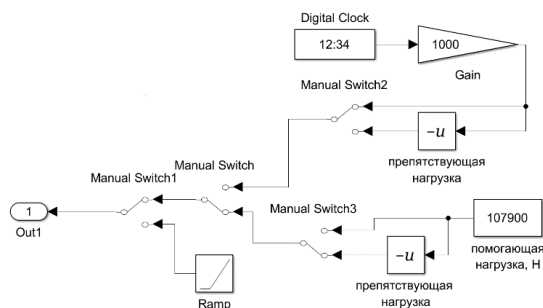 Digital Clock
12:34
1000
Gain
Manual Switch2
-u
препятствующая
нагрузка
Manual Switch
Manual Switch1
1
Out1
Manual Switch3
107900
помогающая
нагрузка, Н
-u
препятствующая
нагрузка
Ramp